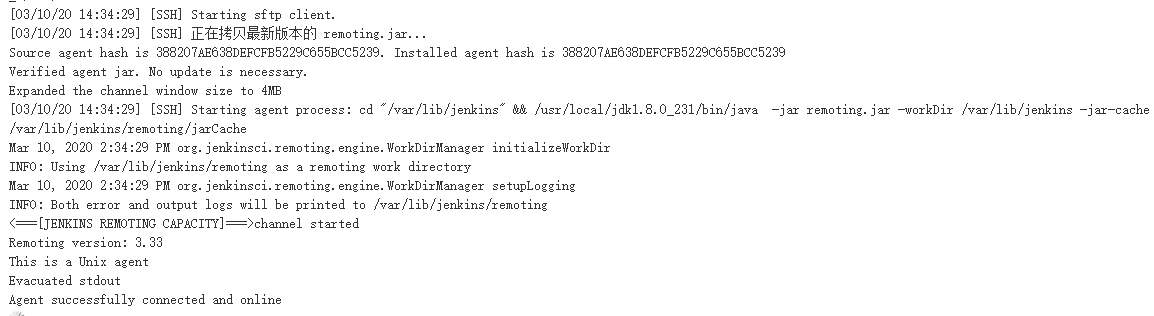 [03/10/20 14:34:29] [SSH] Starting sftp client.
[03/10/20 14:34:29] [SSH] 正在拷贝最新版本的 remoting.jar...
Source agent hash is 388207AE638DEFCFB5229C655BCC5239. Installed agent hash is 388207AE638DEFCFB5229C655BCC5239
Verified agent jar. No update is necessary.
Expanded the channel window size to 4MB
[03/10/20 14:34:29] [SSH] Starting agent process: cd "/var/lib/jenkins" && /usr/local/jdk1.8.0_231/bin/java  -jar remoting.jar -workDir /var/lib/jenkins -jar-cache
/var/lib/jenkins/remoting/jarCache
Mar 10, 2020 2:34:29 PM org.jenkinsci.remoting.engine.WorkDirManager initializeWorkDir
INFO: Using /var/lib/jenkins/remoting as a remoting work directory
Mar 10, 2020 2:34:29 PM org.jenkinsci.remoting.engine.WorkDirManager setupLogging
INFO: Both error and output logs will be printed to /var/lib/jenkins/remoting
<===[JENKINS REMOTING CAPACITY]===>channel started
Remoting version: 3.33
This is a Unix agent
Evacuated stdout
Agent successfully connected and online